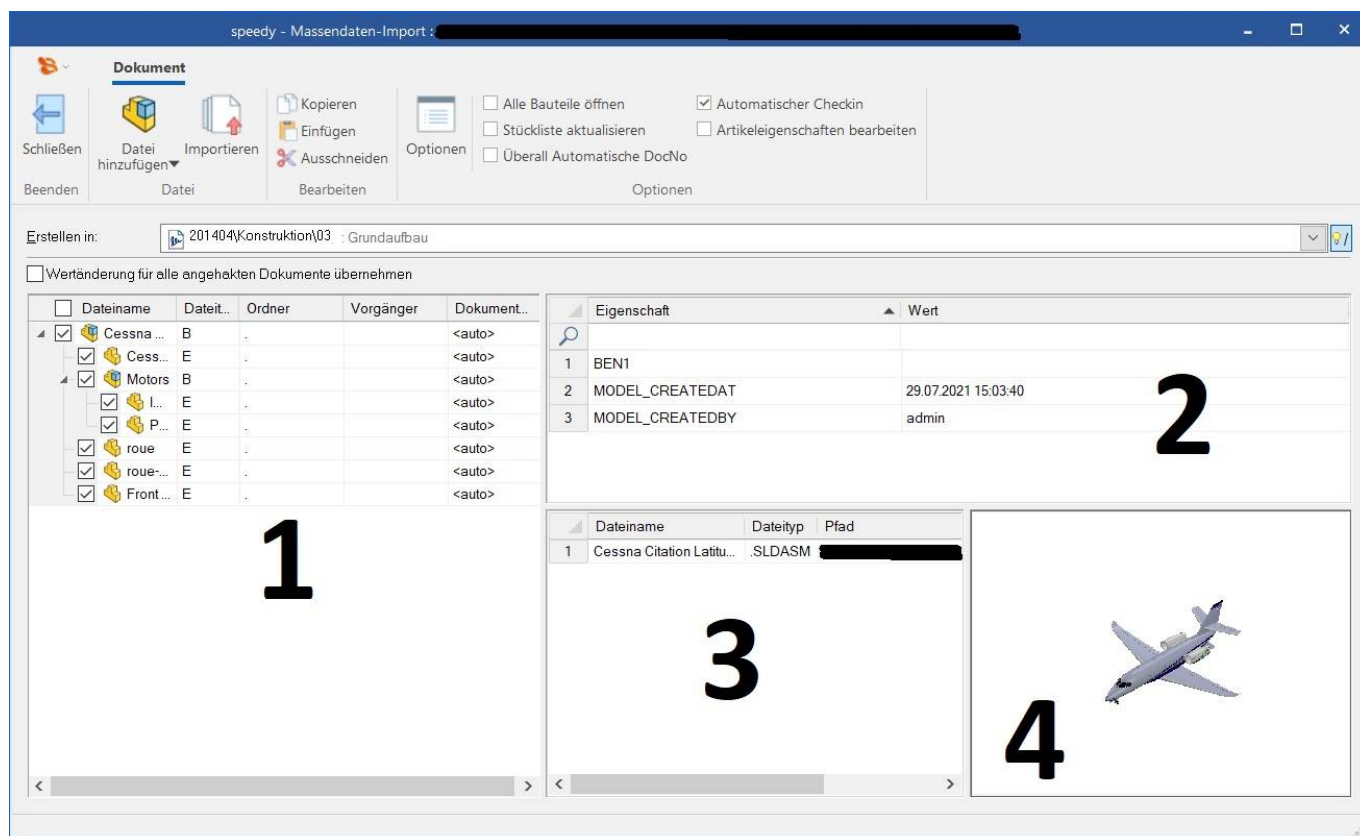 speedy - Massendaten-Import :
Dokument
Schließen
Datei hinzufügen
Importieren
Kopieren
Einfügen
Ausschneiden
Optionen
Alle Bauteile öffnen
Stückliste aktualisieren
Überall Automatische DocNo
Automatischer Checkin
Artikeleigenschaften bearbeiten
Beenden
Datei
Bearbeiten
Optionen
Erstellen in:
201404\Konstruktion\03 : Grundaufbau
Wertänderung für alle angehakten Dokumente übernehmen
Dateiname Dateit... Ordner Vorgänger Dokument...
Cessna ... B . <auto>
Cess... E . <auto>
Motors B . <auto>
I... E . <auto>
P... E . <auto>
roue E . <auto>
roue-... E . <auto>
Front ... E . <auto>
1
Eigenschaft Wert
1 BEN1
2 MODEL_CREATEDAT 29.07.2021 15:03:40
3 MODEL_CREATEDBY admin
2
Dateiname Dateityp Pfad
1 Cessna Citation Latitu... .SLDASM
3
4